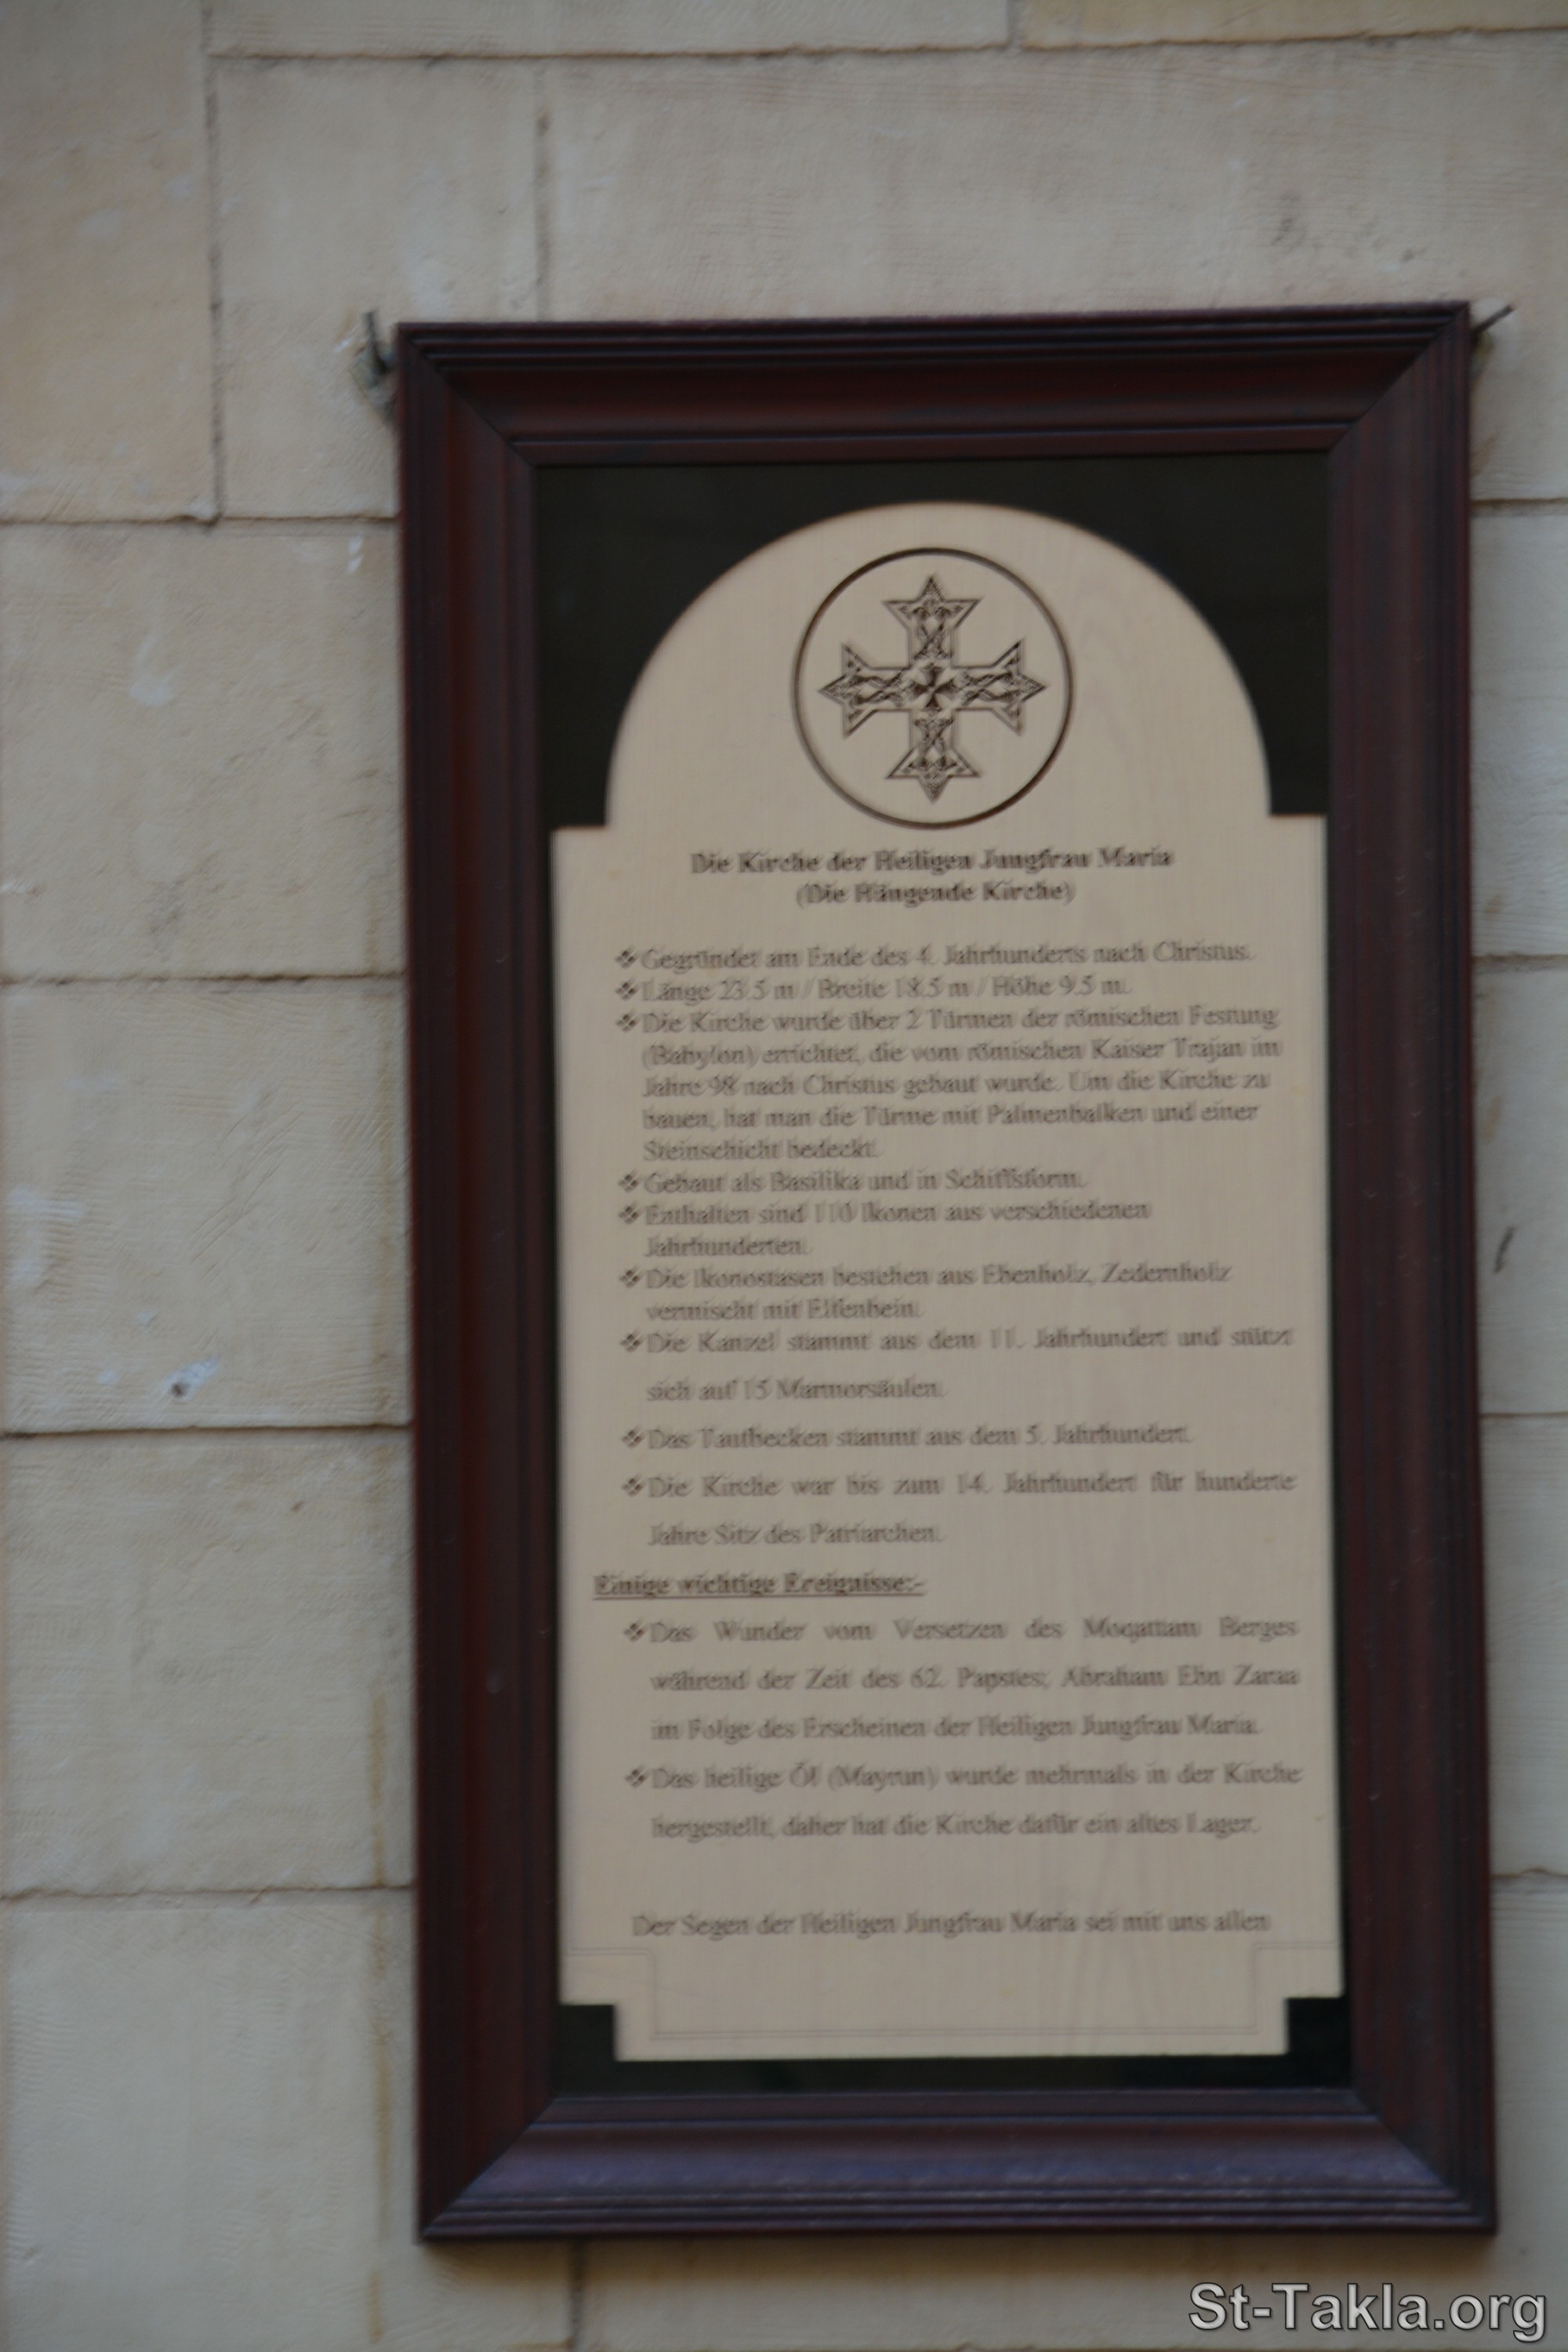 Die Kirche der Heiligen Jungfrau Maria
(Die Hängende Kirche)
❖ Gegründet am Ende des 4. Jahrhunderts nach Christus.
❖ Länge 23.5 m / Breite 18.5 m / Höhe 9.5 m.
❖ Die Kirche wurde über 2 Türmen der römischen Festung
(Babylon) errichtet, die vom römischen Kaiser Trajan im
Jahre 98 nach Christus gebaut wurde. Um die Kirche zu
bauen, hat man die Türme mit Palmenbalken und einer
Steinschicht bedeckt.
❖ Gebaut als Basilika und in Schiffsform.
❖ Enthalten sind 110 Ikonen aus verschiedenen
Jahrhunderten.
❖ Die Ikonostasen bestehen aus Ebenholz, Zedernholz
vermischt mit Elfenbein.
❖ Die Kanzel stammt aus dem 11. Jahrhundert und stützt
sich auf 15 Marmorsäulen.
❖ Das Taufbecken stammt aus dem 5. Jahrhundert.
❖ Die Kirche war bis zum 14. Jahrhundert für hunderte
Jahre Sitz des Patriarchen.
Einige wichtige Ereignisse:-
❖ Das Wunder vom Versetzen des Moqattam Berges
während der Zeit des 62. Papstes; Abraham Ebn Zaraa
im Folge des Erscheinen der Heiligen Jungfrau Maria.
❖ Das heilige Öl (Mayrun) wurde mehrmals in der Kirche
hergestellt, daher hat die Kirche dafür ein altes Lager.
Der Segen der Heiligen Jungfrau Maria sei mit uns allen
St-Takla.org